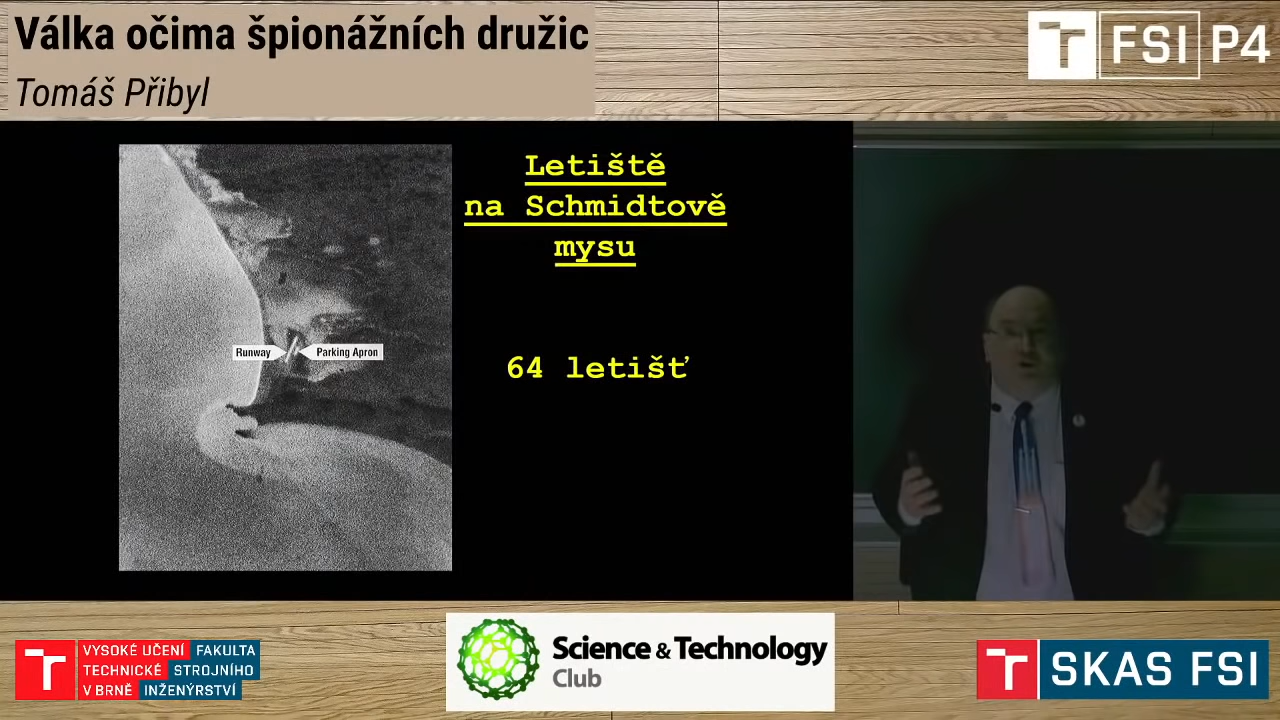 Válka očima špionážních družic
Tomáš Přibyl
T FSI P4
Letiště
na Schmidtově
mysu
64 letišť
Runway
Parking Apron
VYSOKÉ UČENÍ FAKULTA
TECHNICKÉ STROJNÍHO
V BRNĚ INŽENÝRSTVÍ
Science & Technology
Club
T SKAS FSI